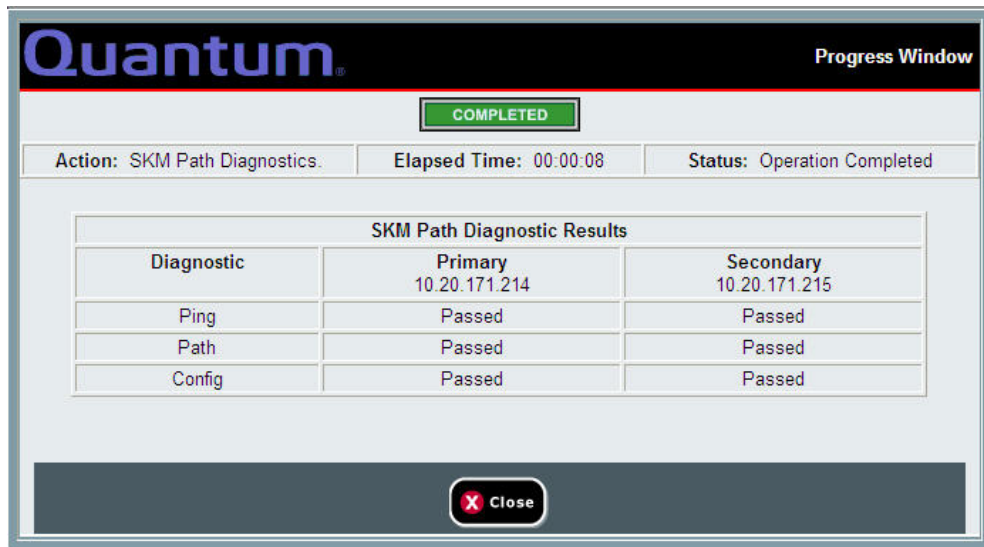 Quantum®
Progress Window
COMPLETED
Action: SKM Path Diagnostics. Elapsed Time: 00:00:08 Status: Operation Completed
SKM Path Diagnostic Results
Diagnostic Primary Secondary
10.20.171.214 10.20.171.215
Ping Passed Passed
Path Passed Passed
Config Passed Passed
X Close